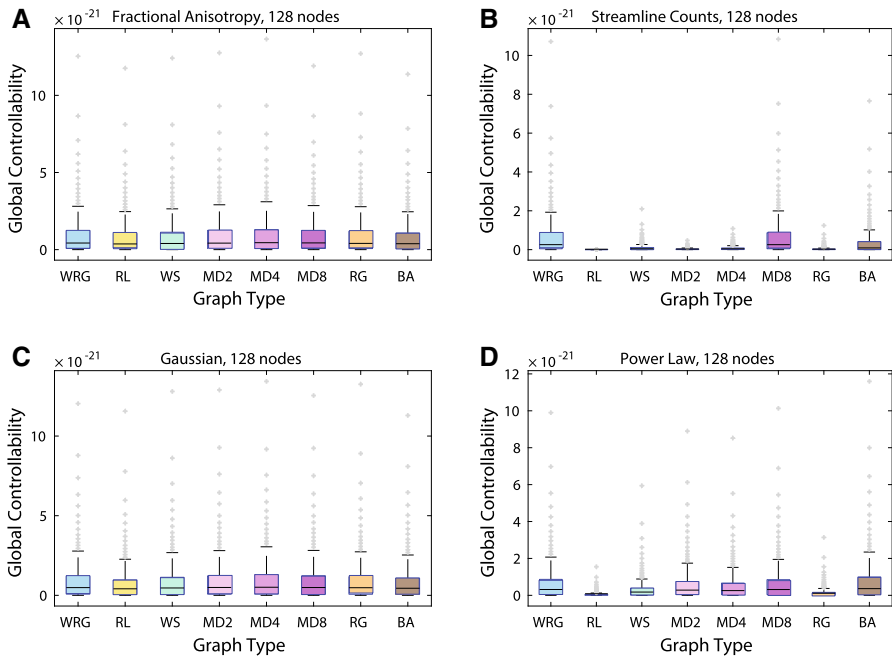 A
× 10 -21
Fractional Anisotropy, 128 nodes
Global Controllability
10
5
0
WRG RL WS MD2 MD4 MD8 RG BA
Graph Type
B
× 10 -21
Streamline Counts, 128 nodes
Global Controllability
10
8
6
4
2
0
WRG RL WS MD2 MD4 MD8 RG BA
Graph Type
C
× 10 -21
Gaussian, 128 nodes
Global Controllability
10
5
0
WRG RL WS MD2 MD4 MD8 RG BA
Graph Type
D
× 10 -21
Power Law, 128 nodes
Global Controllability
12
10
8
6
4
2
0
WRG RL WS MD2 MD4 MD8 RG BA
Graph Type